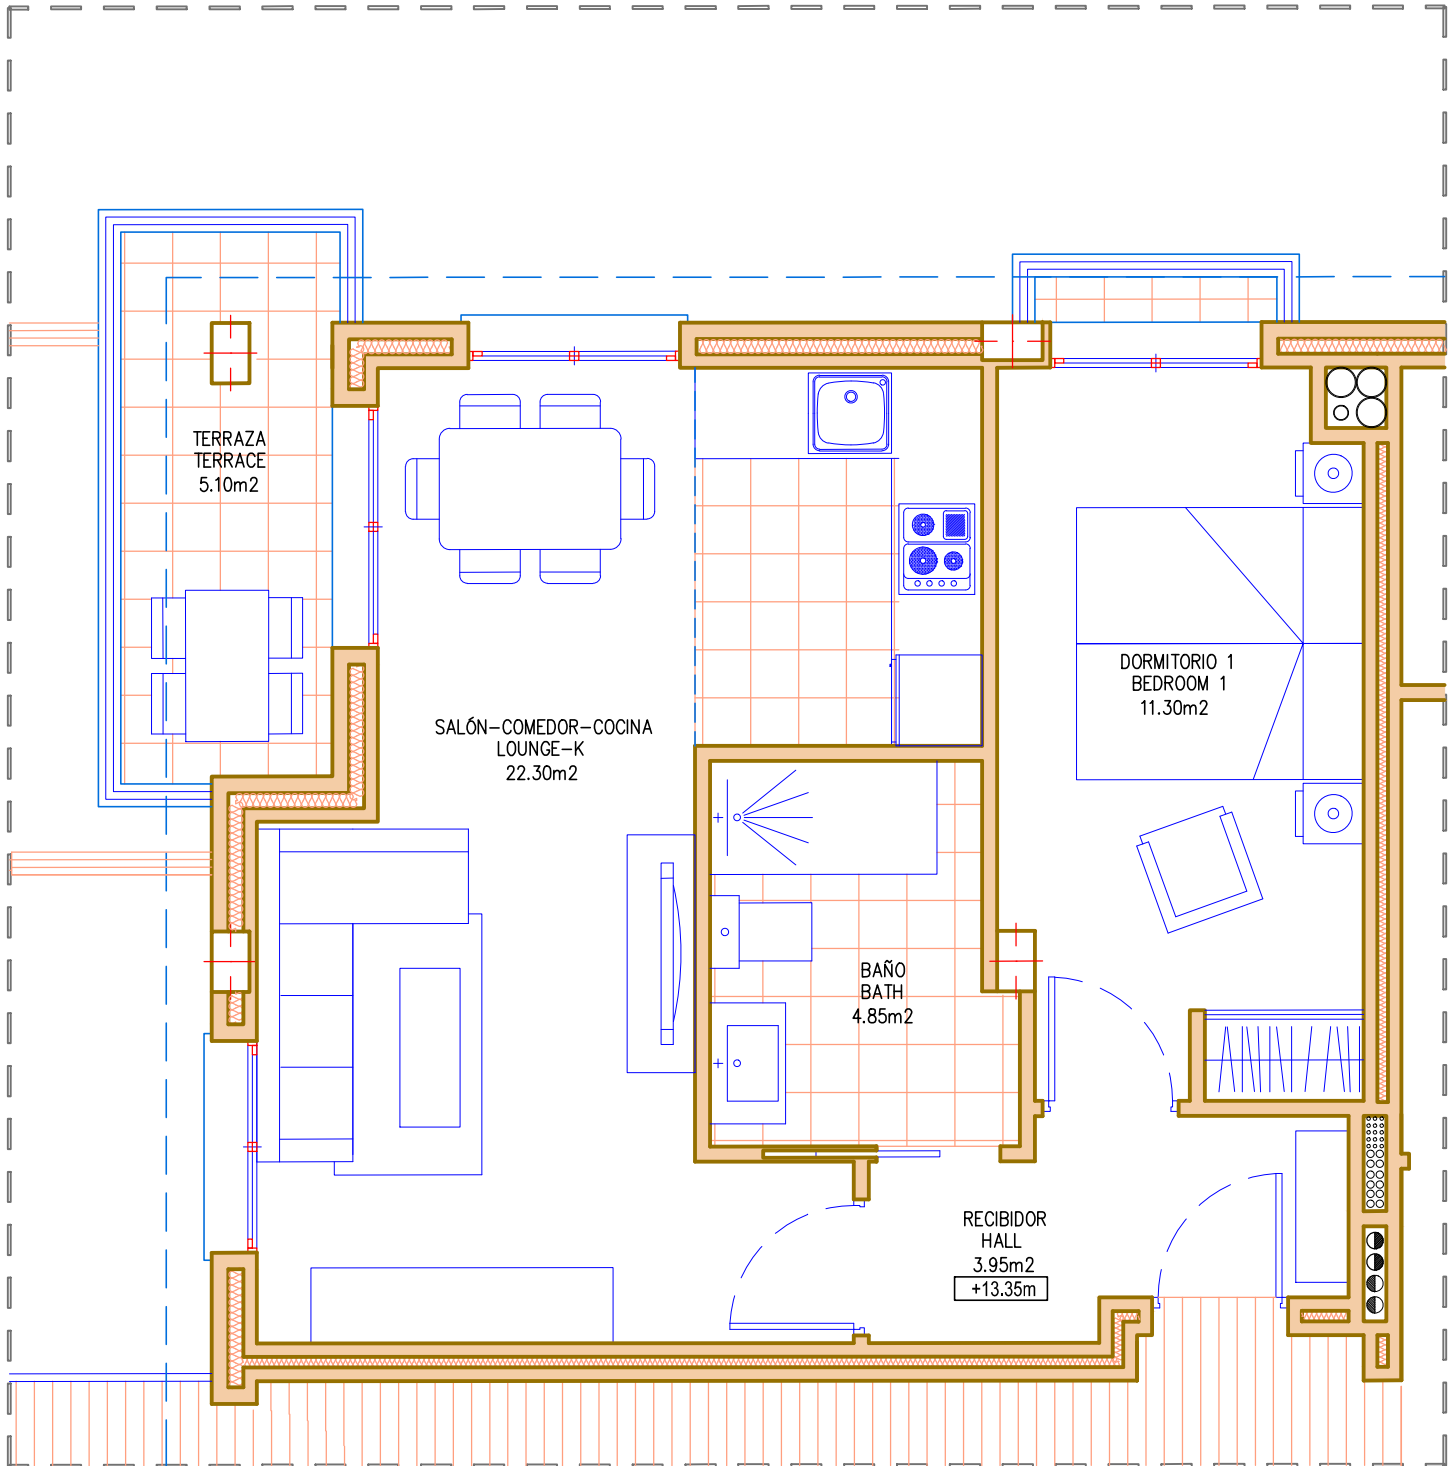 TERRAZA
TERRACE
5.10m2
SALÓN-COMEDOR-COCINA
LOUNGE-K
22.30m2
DORMITORIO 1
BEDROOM 1
11.30m2
BAÑO
BATH
4.85m2
RECIBIDOR
HALL
3.95m2
+13.35m